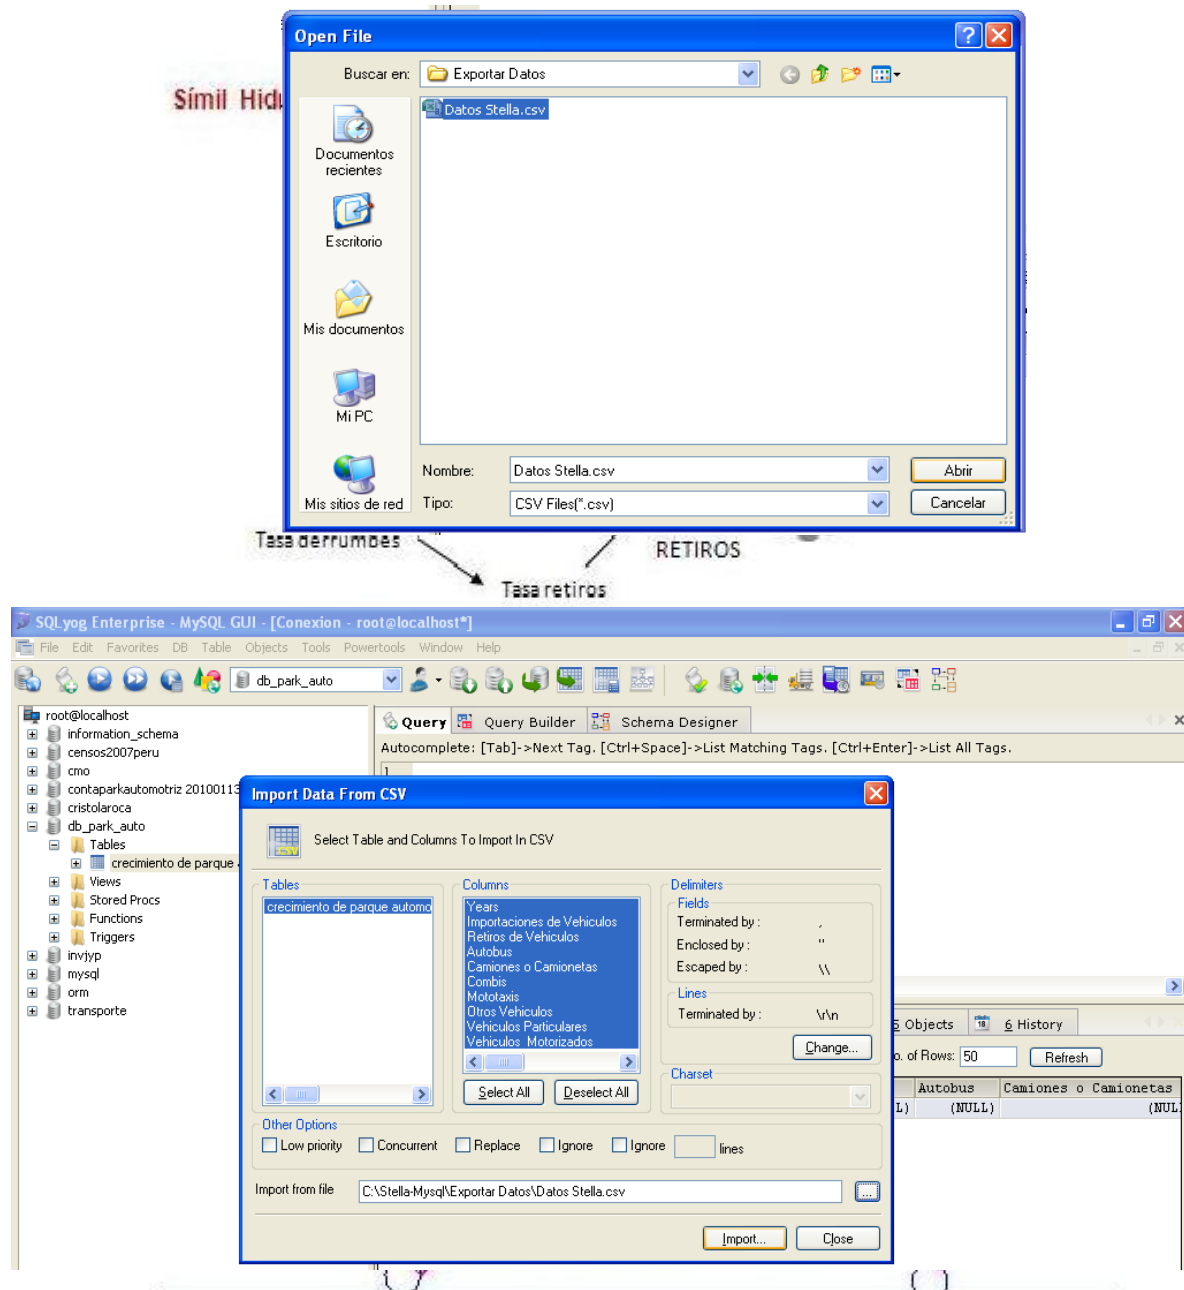 Open File
Buscar en:
Exportar Datos
Símil Hidu
Datos Stella.csv
Documentos
recientes
Escritorio
Mis documentos
Mi PC
Mis sitios de red
Nombre:
Datos Stella.csv
Abrir
Tipo:
CSV Files(*.csv)
Cancelar
Tasa derrumbes
RETIROS
Tasa retiros
SQLyog Enterprise - MySQL GUI - [Conexion - root@localhost*]
File Edit Favorites DB Table Objects Tools Powertools Window Help
db_park_auto
root@localhost
information_schema
censos2007peru
cmo
contaparkautomotriz 20100113
cristolaroca
db_park_auto
Tables
crecimiento de parque
Views
Stored Procs
Functions
Triggers
invjyp
mysql
orm
transporte
Query Query Builder Schema Designer
Autocomplete: [Tab]->Next Tag. [Ctrl+Space]->List Matching Tags. [Ctrl+Enter]->List All Tags.
1
Import Data From CSV
Select Table and Columns To Import In CSV
Tables
crecimiento de parque automo
Columns
Years
Importaciones de Vehiculos
Retiros de Vehiculos
Autobus
Camiones o Camionetas
Combis
Mototaxis
Otros Vehiculos
Vehiculos Particulares
Vehiculos Motorizados
Select All Deselect All
Delimiters
Fields
Terminated by : ,
Enclosed by : "
Escaped by : \\
Lines
Terminated by : \r\n
Change...
Charset
Other Options
Low priority Concurrent Replace Ignore Ignore lines
Import from file C:\Stella-Mysql\Exportar Datos\Datos Stella.csv ...
Import... Close
5 Objects 6 History
o. of Rows: 50 Refresh
Autobus Camiones o Camionetas
L) (NULL) (NUL